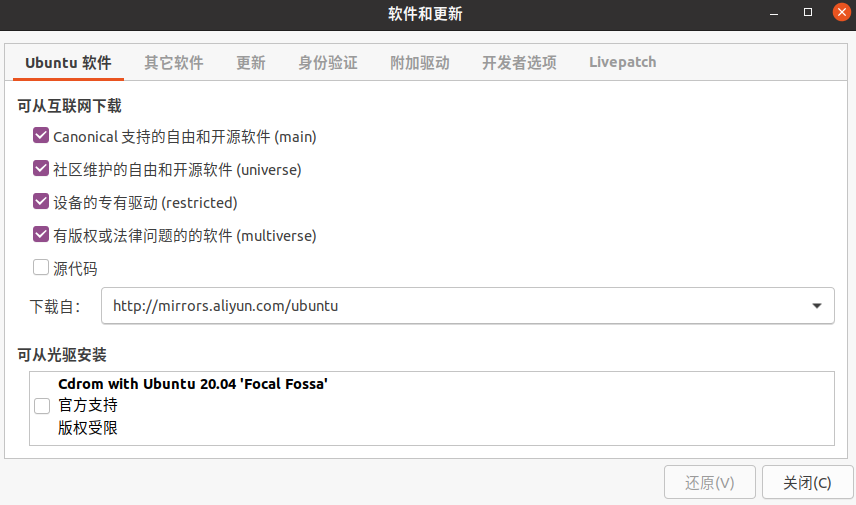 软件和更新
Ubuntu 软件 其它软件 更新 身份验证 附加驱动 开发者选项 Livepatch
可从互联网下载
Canonical 支持的自由和开源软件 (main)
社区维护的自由和开源软件 (universe)
设备的专有驱动 (restricted)
有版权或法律问题的的软件 (multiverse)
源代码
下载自： http://mirrors.aliyun.com/ubuntu
可从光驱安装
Cdrom with Ubuntu 20.04 'Focal Fossa'
官方支持
版权受限
还原(V) 关闭(C)